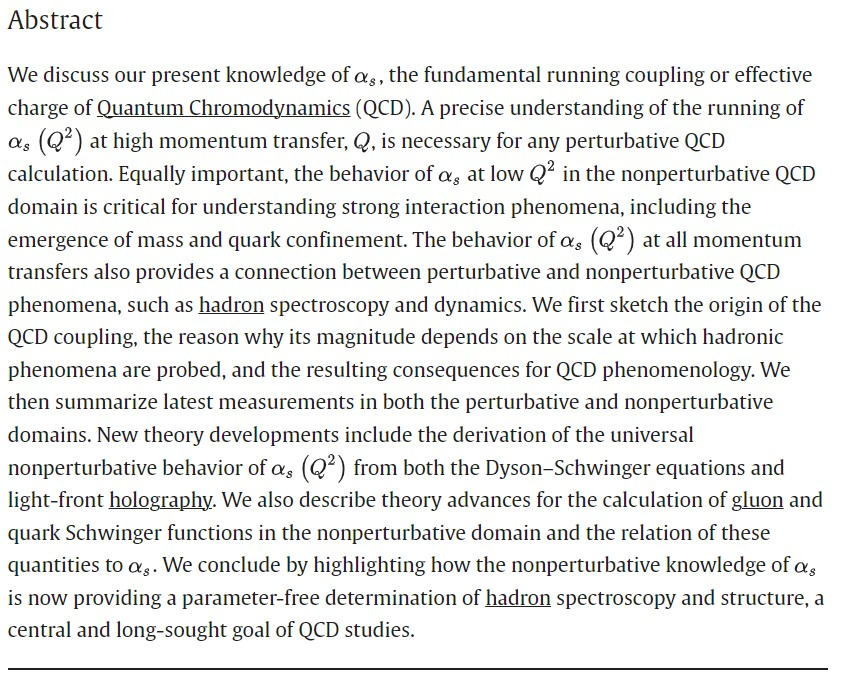 Abstract
We discuss our present knowledge of αₛ, the fundamental running coupling or effective
charge of Quantum Chromodynamics (QCD). A precise understanding of the running of
αₛ (Q²) at high momentum transfer, Q, is necessary for any perturbative QCD
calculation. Equally important, the behavior of αₛ at low Q² in the nonperturbative QCD
domain is critical for understanding strong interaction phenomena, including the
emergence of mass and quark confinement. The behavior of αₛ (Q²) at all momentum
transfers also provides a connection between perturbative and nonperturbative QCD
phenomena, such as hadron spectroscopy and dynamics. We first sketch the origin of the
QCD coupling, the reason why its magnitude depends on the scale at which hadronic
phenomena are probed, and the resulting consequences for QCD phenomenology. We
then summarize latest measurements in both the perturbative and nonperturbative
domains. New theory developments include the derivation of the universal
nonperturbative behavior of αₛ (Q²) from both the Dyson–Schwinger equations and
light-front holography. We also describe theory advances for the calculation of gluon and
quark Schwinger functions in the nonperturbative domain and the relation of these
quantities to αₛ. We conclude by highlighting how the nonperturbative knowledge of αₛ
is now providing a parameter-free determination of hadron spectroscopy and structure, a
central and long-sought goal of QCD studies.